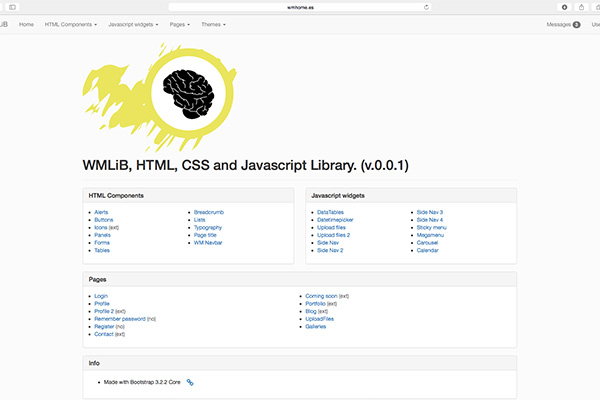 wmhome.es
Home HTML Components Javascript widgets Pages Themes Messages 3
WMLiB, HTML, CSS and Javascript Library. (v.0.0.1)
HTML Components
Alerts
Buttons
Icons (ext)
Panels
Forms
Tables
Breadcrumb
Lists
Typography
Page title
WM Navbar
Javascript widgets
DataTables
Datetimepicker
Upload files
Upload files 2
Side Nav
Side Nav 2
Side Nav 3
Side Nav 4
Sticky menu
Megamenu
Carousel
Calendar
Pages
Login
Profile
Profile 2 (ext)
Remember password (no)
Register (no)
Contact (ext)
Coming soon (ext)
Portfolio (ext)
Blog (ext)
UploadFiles
Galleries
Info
Made with Bootstrap 3.2.2 Core